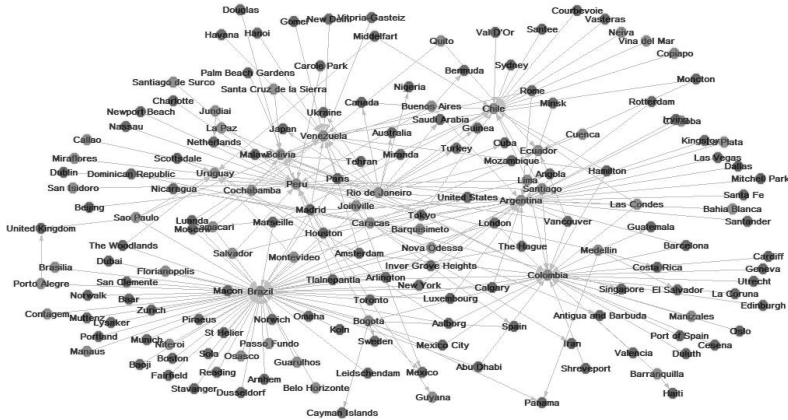 Douglas
Courbevoie
Gomel
New Delhi
Vitoria-Gasteiz
Vasteras
Havana
Hanoi
Middelfart
Quito
Val D'Or
Santee
Neiva
Vina del Mar
Copiapo
Sydney
Carole Park
Palm Beach Gardens
Bermuda
Moncton
Santiago de Surco
Santa Cruz de la Sierra
Nigeria
Rome
Charlotte
Canada
Minsk
Rotterdam
Newport Beach
Jundiai
Ukraine
Buenos Aires
Chile
Saudi Arabia
Nassau
La Paz
Japan
Venezuela
Australia
Guinea
Cuenca
Callao
Netherlands
Cuba
Kingston
Plata
Turkey
Ecuador
Miraflores
Scottsdale
Bolivia
Miranda
Mozambique
Las Vegas
Tehran
Dallas
Dublin
Dominican Republic
Uruguay
Angola
Hamilton
Mitchell Park
Paris
Lima
San Isidoro
Nicaragua
Cochabamba
Peru
Rio de Janeiro
Santiago
Santa Fe
United States
Argentina
Las Condes
Beijing
Joinville
Bahia Blanca
Sao Paulo
Madrid
Tokyo
Santander
Luanda
Marseille
Caracas
London
Vancouver
United Kingdom
Barquisimeto
Guatemala
Houston
The Woodlands
Nova Odessa
The Hague
Medellin
Barcelona
Salvador
Montevideo
Amsterdam
Cardiff
Dubai
Brasilia
Florianopolis
Inver Grove Heights
Costa Rica
Geneva
Colombia
Porto Alegre
San Clemente
Tlalnepantla
Arlington
Utrecht
New York
Calgary
Singapore
El Salvador
Macon
Brazil
La Coruna
Norwalk
Baar
Toronto
Luxembourg
Edinburgh
Contagem
Zurich
Omaha
Antigua and Barbuda
Manizales
Muttenz
Lysaker
Piraeus
Norwich
Bogota
Aalborg
Spain
St Helier
Koln
Oslo
Portland
Munich
Sweden
Mexico City
Iran
Port of Spain
Niteroi
Passo Fundo
Cesena
Manaus
Boston
Sola
Osasco
Valencia
Duluth
Baoji
Reading
Guarulhos
Abu Dhabi
Shreveport
Fairfield
Arnhem
Leidschendam
Mexico
Barranquilla
Stavanger
Dusseldorf
Belo Horizonte
Guyana
Haiti
Panama
Cayman Islands